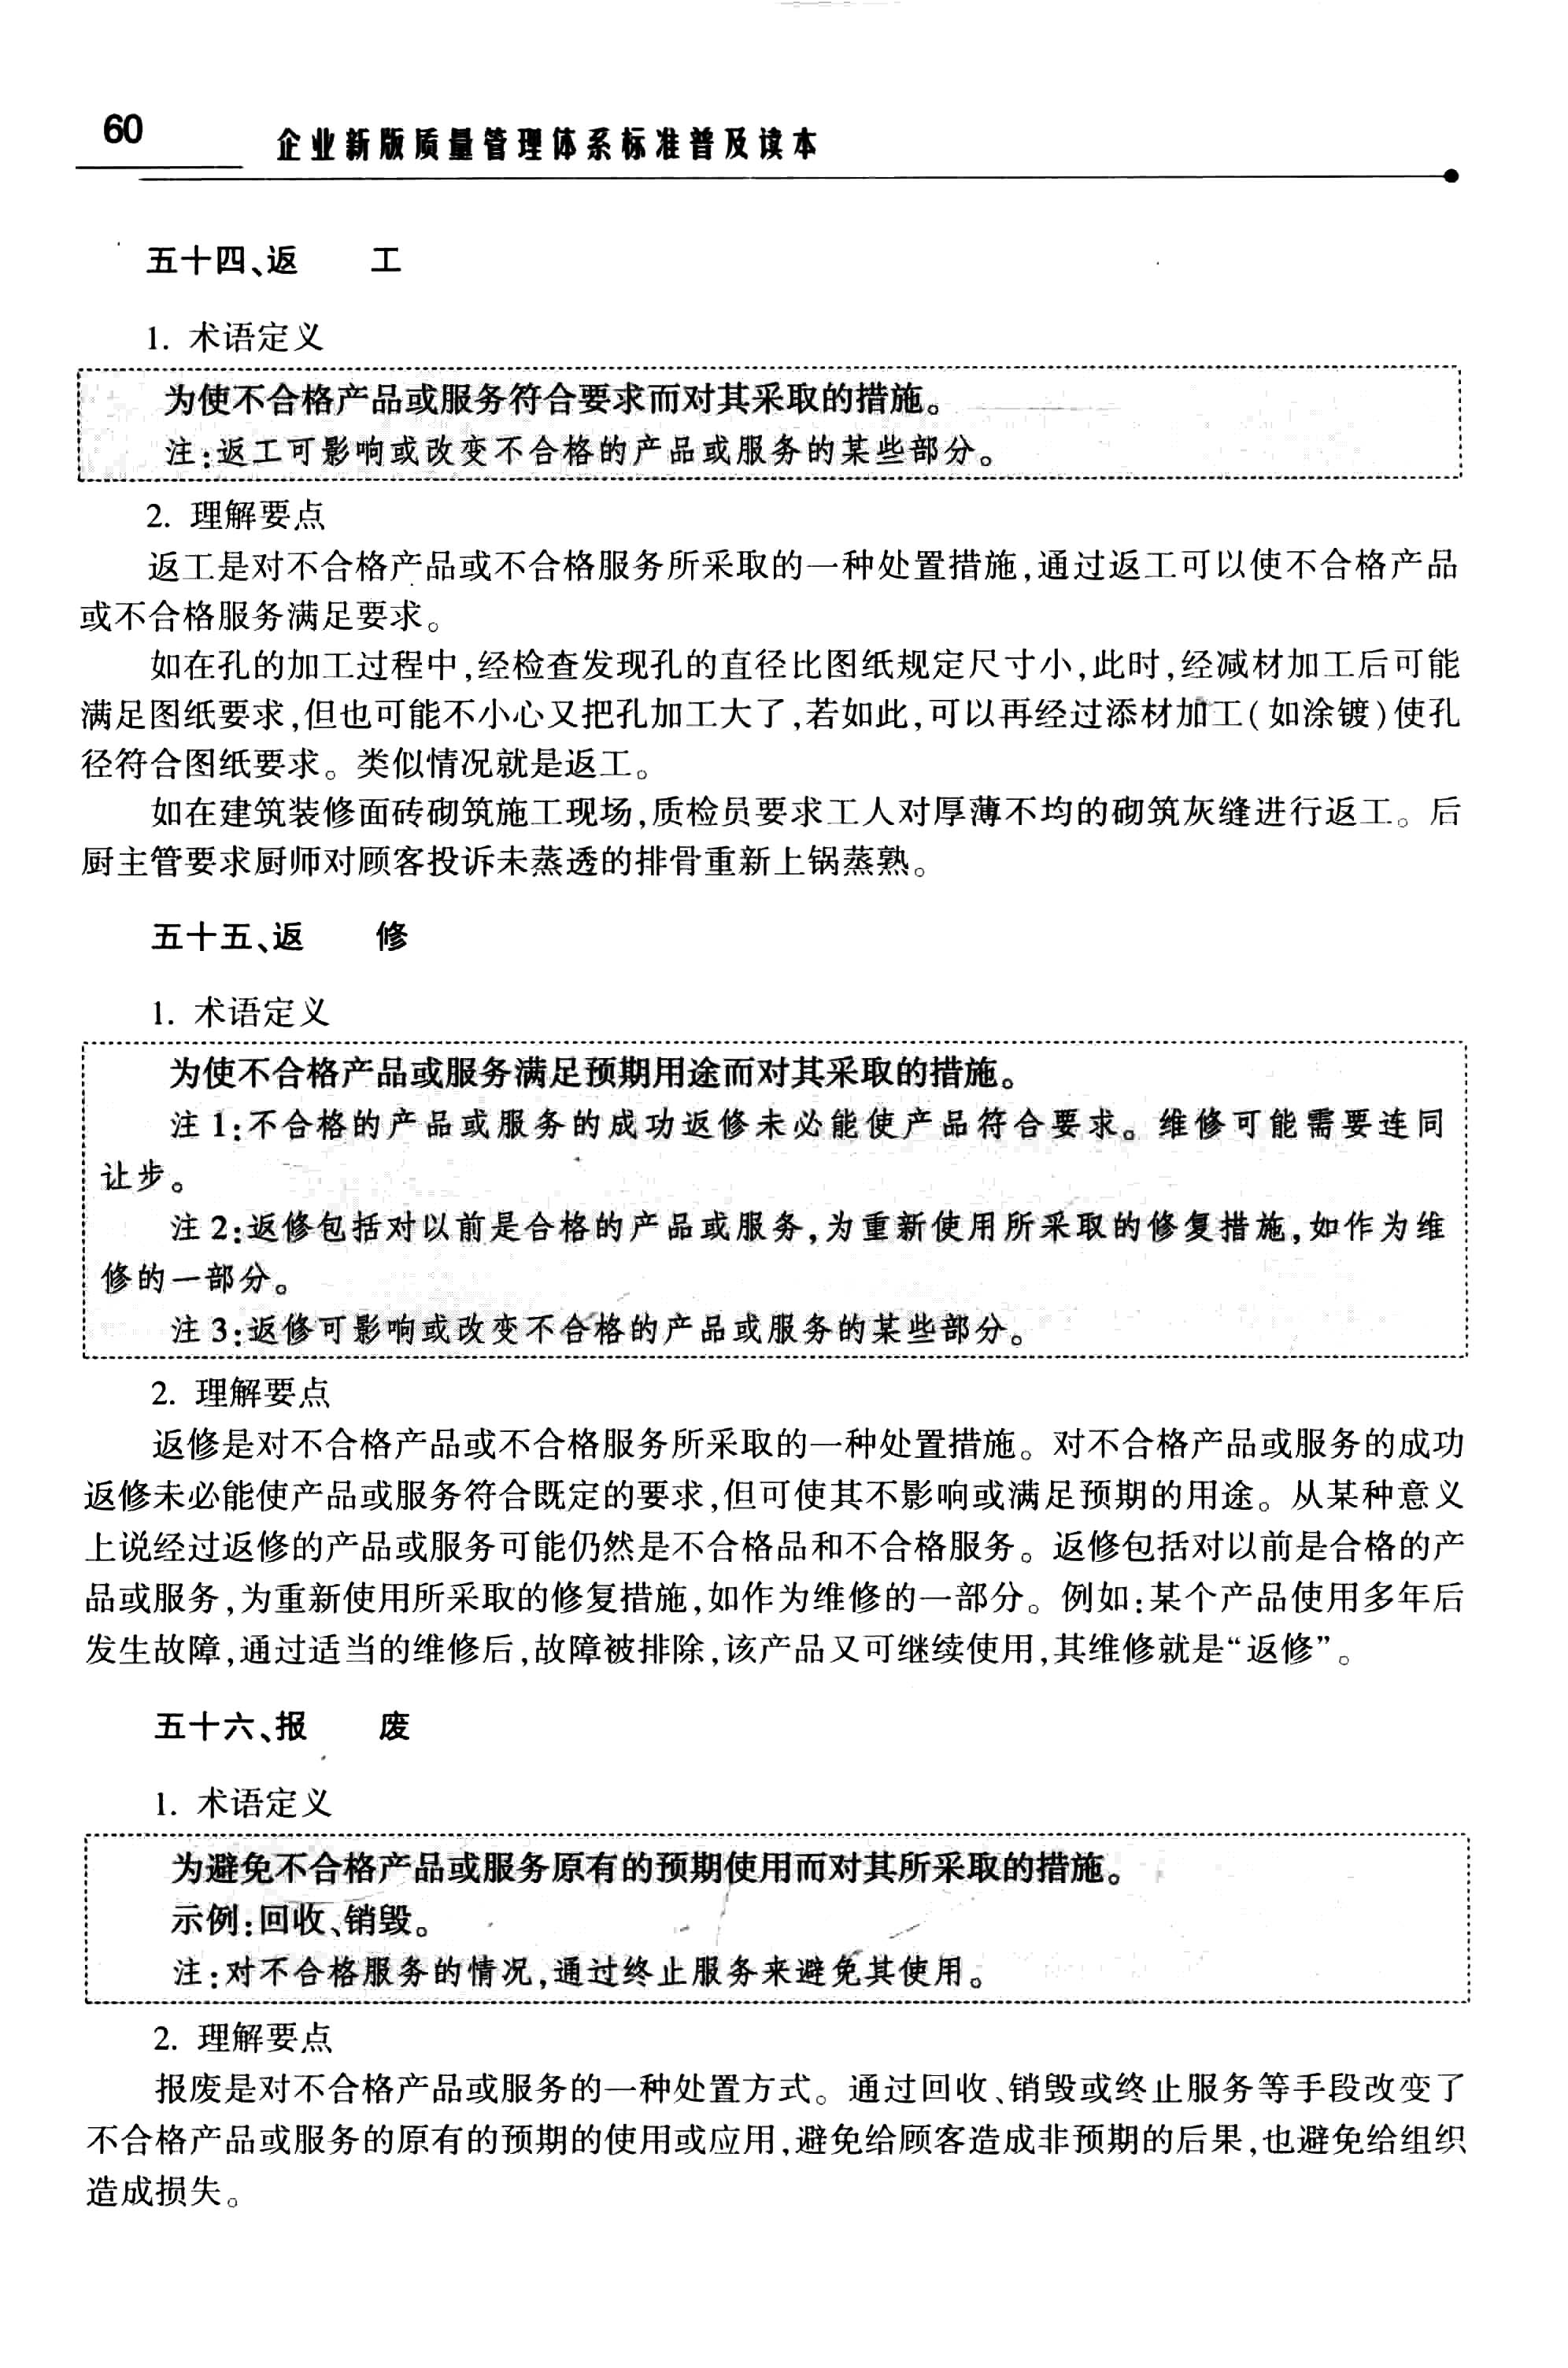 60
企业新版质量管理体系标准普及读本
五十四、返　　工
1. 术语定义
为使不合格产品或服务符合要求而对其采取的措施。
注:返工可影响或改变不合格的产品或服务的某些部分。
2. 理解要点
返工是对不合格产品或不合格服务所采取的一种处置措施,通过返工可以使不合格产品
或不合格服务满足要求。
如在孔的加工过程中,经检查发现孔的直径比图纸规定尺寸小,此时,经减材加工后可能
满足图纸要求,但也可能不小心又把孔加工大了,若如此,可以再经过添材加工(如涂镀)使孔
径符合图纸要求。类似情况就是返工。
如在建筑装修面砖砌筑施工现场,质检员要求工人对厚薄不均的砌筑灰缝进行返工。后
厨主管要求厨师对顾客投诉未蒸透的排骨重新上锅蒸熟。
五十五、返　　修
1. 术语定义
为使不合格产品或服务满足预期用途而对其采取的措施。
注 1:不合格的产品或服务的成功返修未必能使产品符合要求。维修可能需要连同
让步。
注 2:返修包括对以前是合格的产品或服务,为重新使用所采取的修复措施,如作为维
修的一部分。
注 3:返修可影响或改变不合格的产品或服务的某些部分。
2. 理解要点
返修是对不合格产品或不合格服务所采取的一种处置措施。对不合格产品或服务的成功
返修未必能使产品或服务符合既定的要求,但可使其不影响或满足预期的用途。从某种意义
上说经过返修的产品或服务可能仍然是不合格品和不合格服务。返修包括对以前是合格的产
品或服务,为重新使用所采取的修复措施,如作为维修的一部分。例如:某个产品使用多年后
发生故障,通过适当的维修后,故障被排除,该产品又可继续使用,其维修就是“返修”。
五十六、报　　废
1. 术语定义
为避免不合格产品或服务原有的预期使用而对其所采取的措施。
示例:回收、销毁。
注:对不合格服务的情况,通过终止服务来避免其使用。
2. 理解要点
报废是对不合格产品或服务的一种处置方式。通过回收、销毁或终止服务等手段改变了
不合格产品或服务的原有的预期的使用或应用,避免给顾客造成非预期的后果,也避免给组织
造成损失。